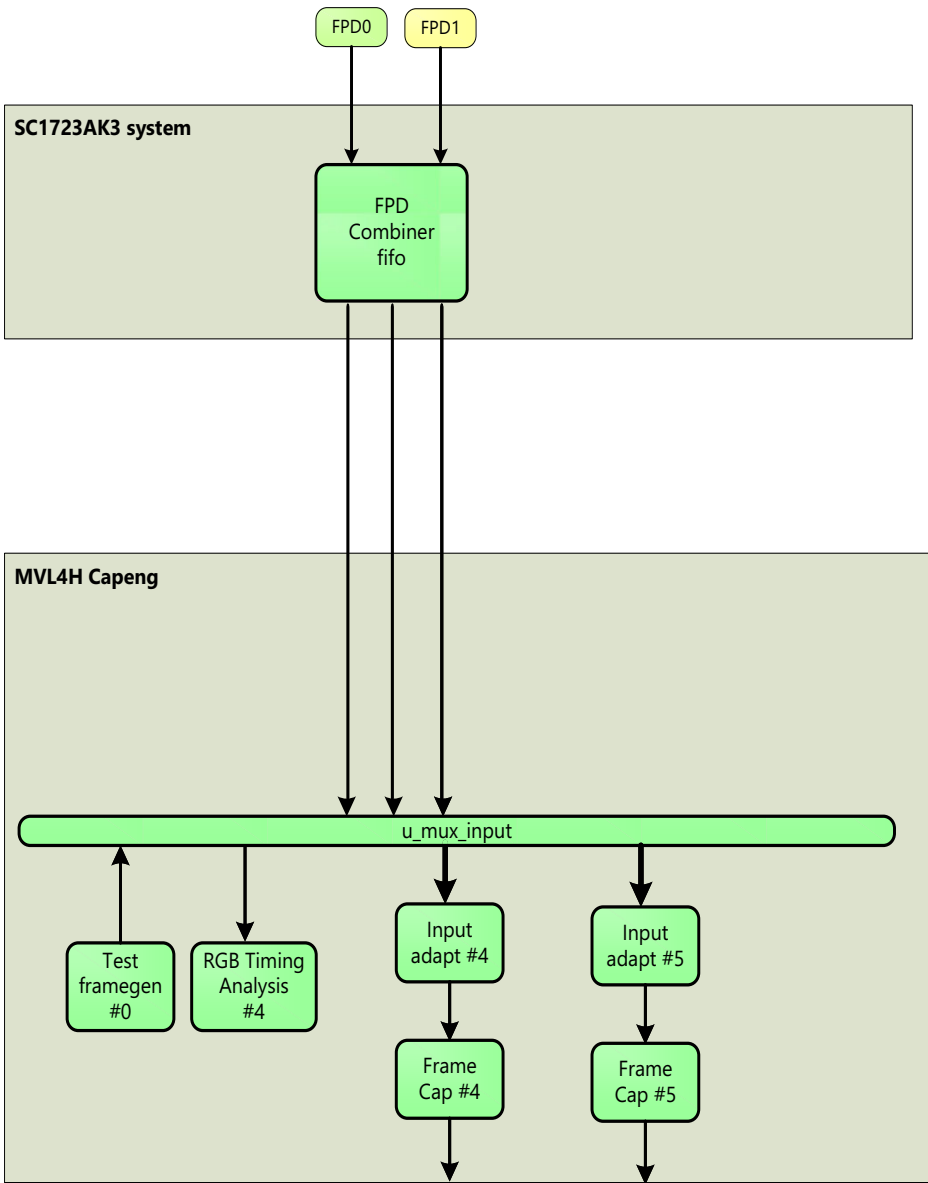 FPD0
FPD1
SC1723AK3 system
FPD
Combiner
fifo
MVL4H Capeng
u_mux_input
Test
framegen
#0
RGB Timing
Analysis
#4
Input
adapt #4
Input
adapt #5
Frame
Cap #4
Frame
Cap #5